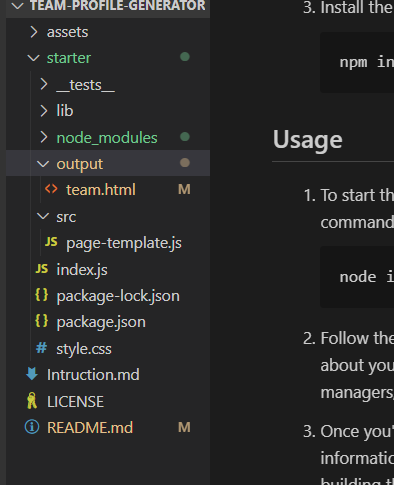 TEAM-PROFILE-GENERATOR
assets
starter
__tests__
lib
node_modules
output
team.html M
src
JS page-template.js
JS index.js
{} package-lock.json
{} package.json
# style.css
Intruction.md
LICENSE
README.md M
3. Install the
npm in
Usage
1. To start th
command
node i
2. Follow the
about you
managers,
3. Once you'
informatic
building th